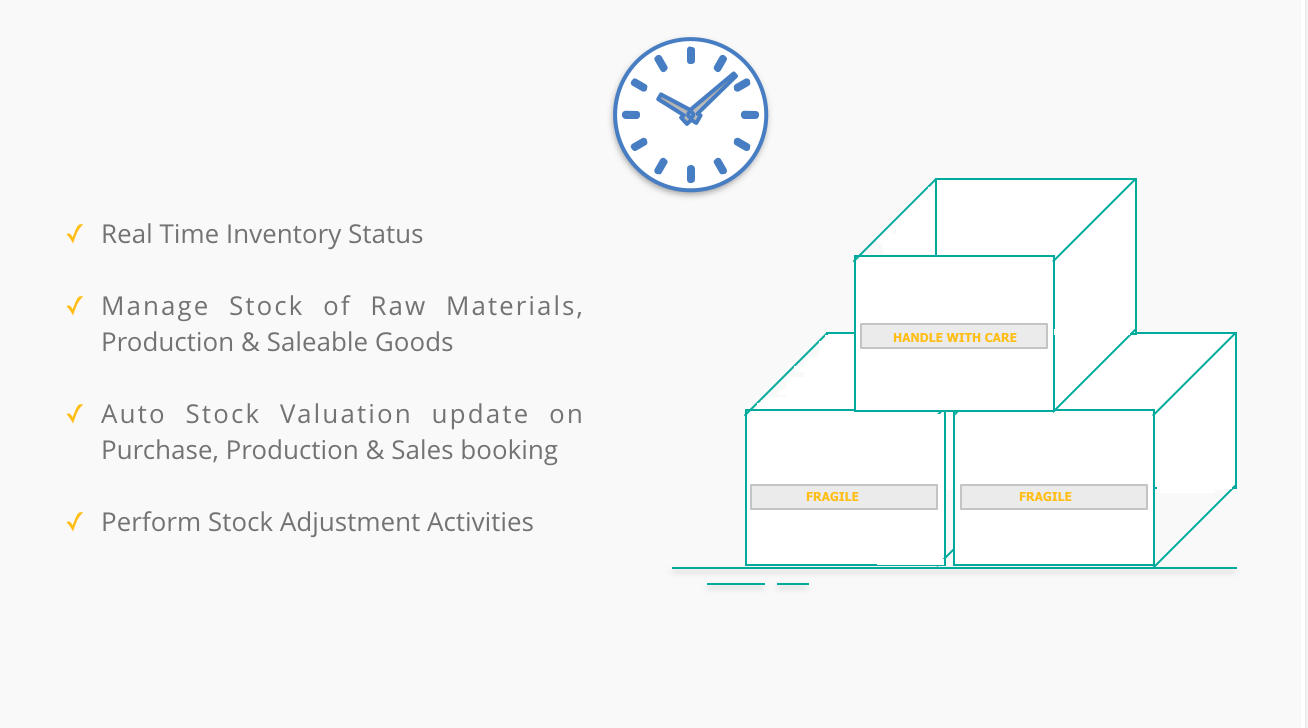 Real Time Inventory Status
Manage Stock of Raw Materials,
Production & Saleable Goods
Auto Stock Valuation update on
Purchase, Production & Sales booking
Perform Stock Adjustment Activities
HANDLE WITH CARE
FRAGILE
FRAGILE